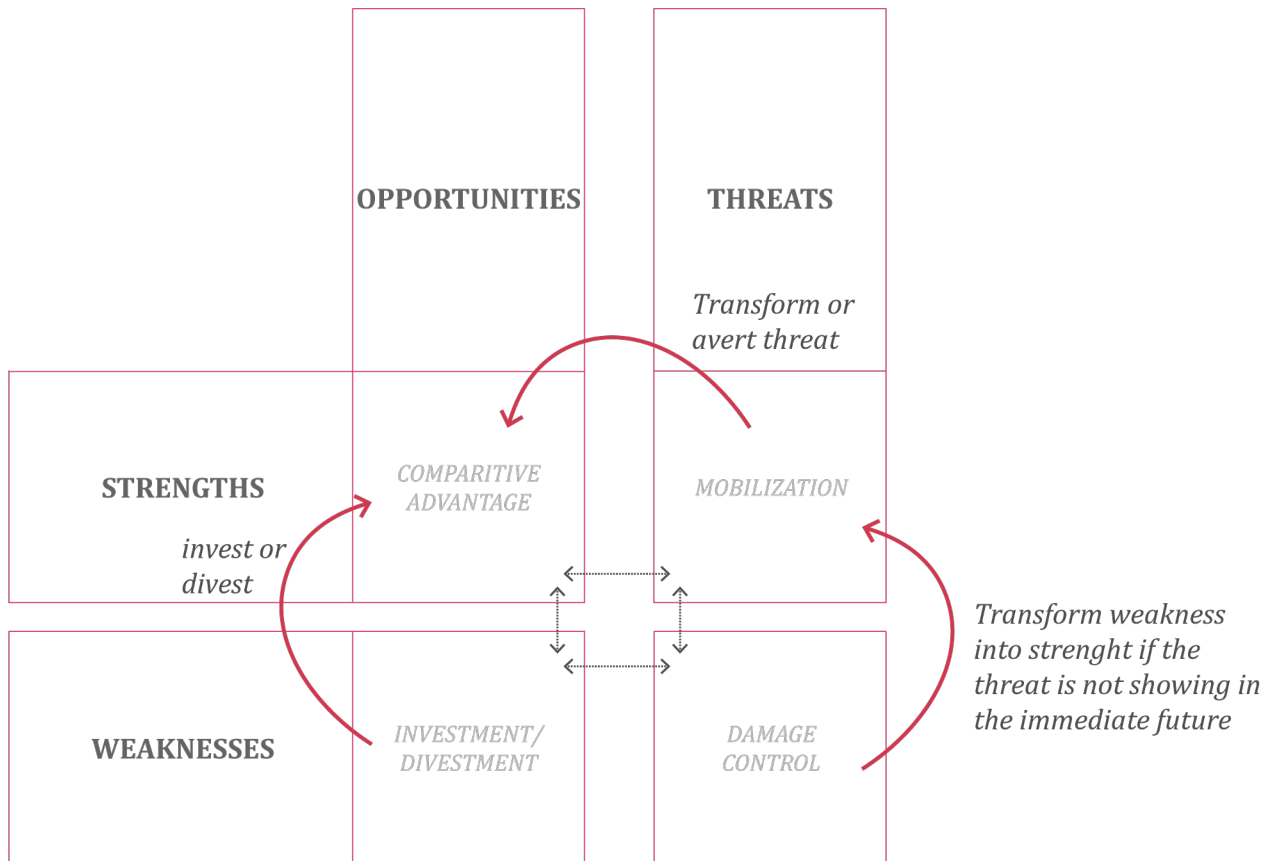 OPPORTUNITIES
THREATS
Transform or
avert threat
STRENGTHS
COMPARITIVE
ADVANTAGE
MOBILIZATION
invest or
divest
Transform weakness
into strenght if the
threat is not showing in
the immediate future
WEAKNESSES
INVESTMENT/
DIVESTMENT
DAMAGE
CONTROL